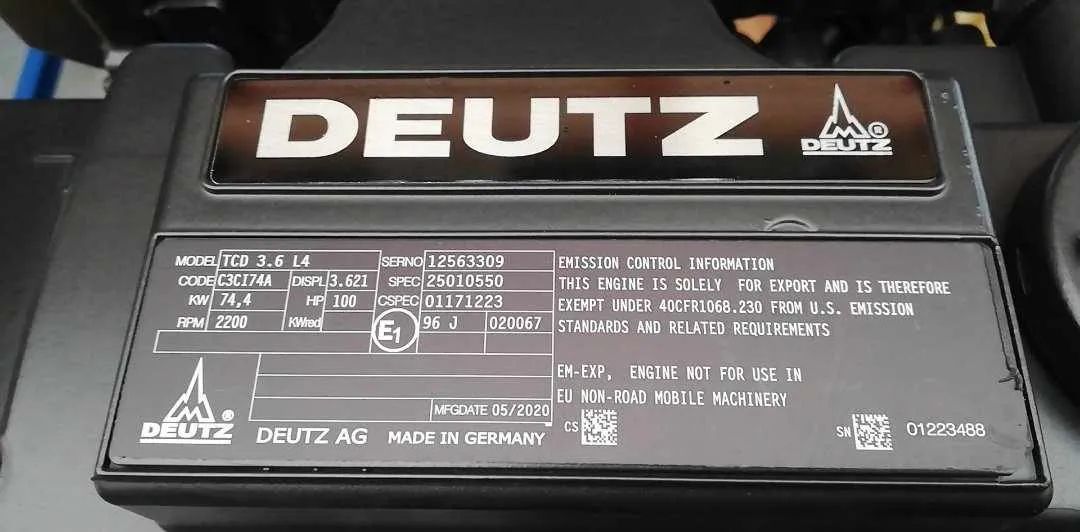 DEUTZ
DEUTZ ®
MODEL TCD 3.6 L4 SERNO 12563309
CODE C3CI74A DISPL 3.621 SPEC 25010550
KW 74,4 HP 100 CSPEC 01171223
RPM 2200 KWred E1 96 J 020067
MFGDATE 05/2020
DEUTZ ®
DEUTZ AG MADE IN GERMANY
EMISSION CONTROL INFORMATION
THIS ENGINE IS SOLELY FOR EXPORT AND IS THEREFORE
EXEMPT UNDER 40CFR1068.230 FROM U.S. EMISSION
STANDARDS AND RELATED REQUIREMENTS
EM-EXP, ENGINE NOT FOR USE IN
EU NON-ROAD MOBILE MACHINERY
CS
SN 01223488